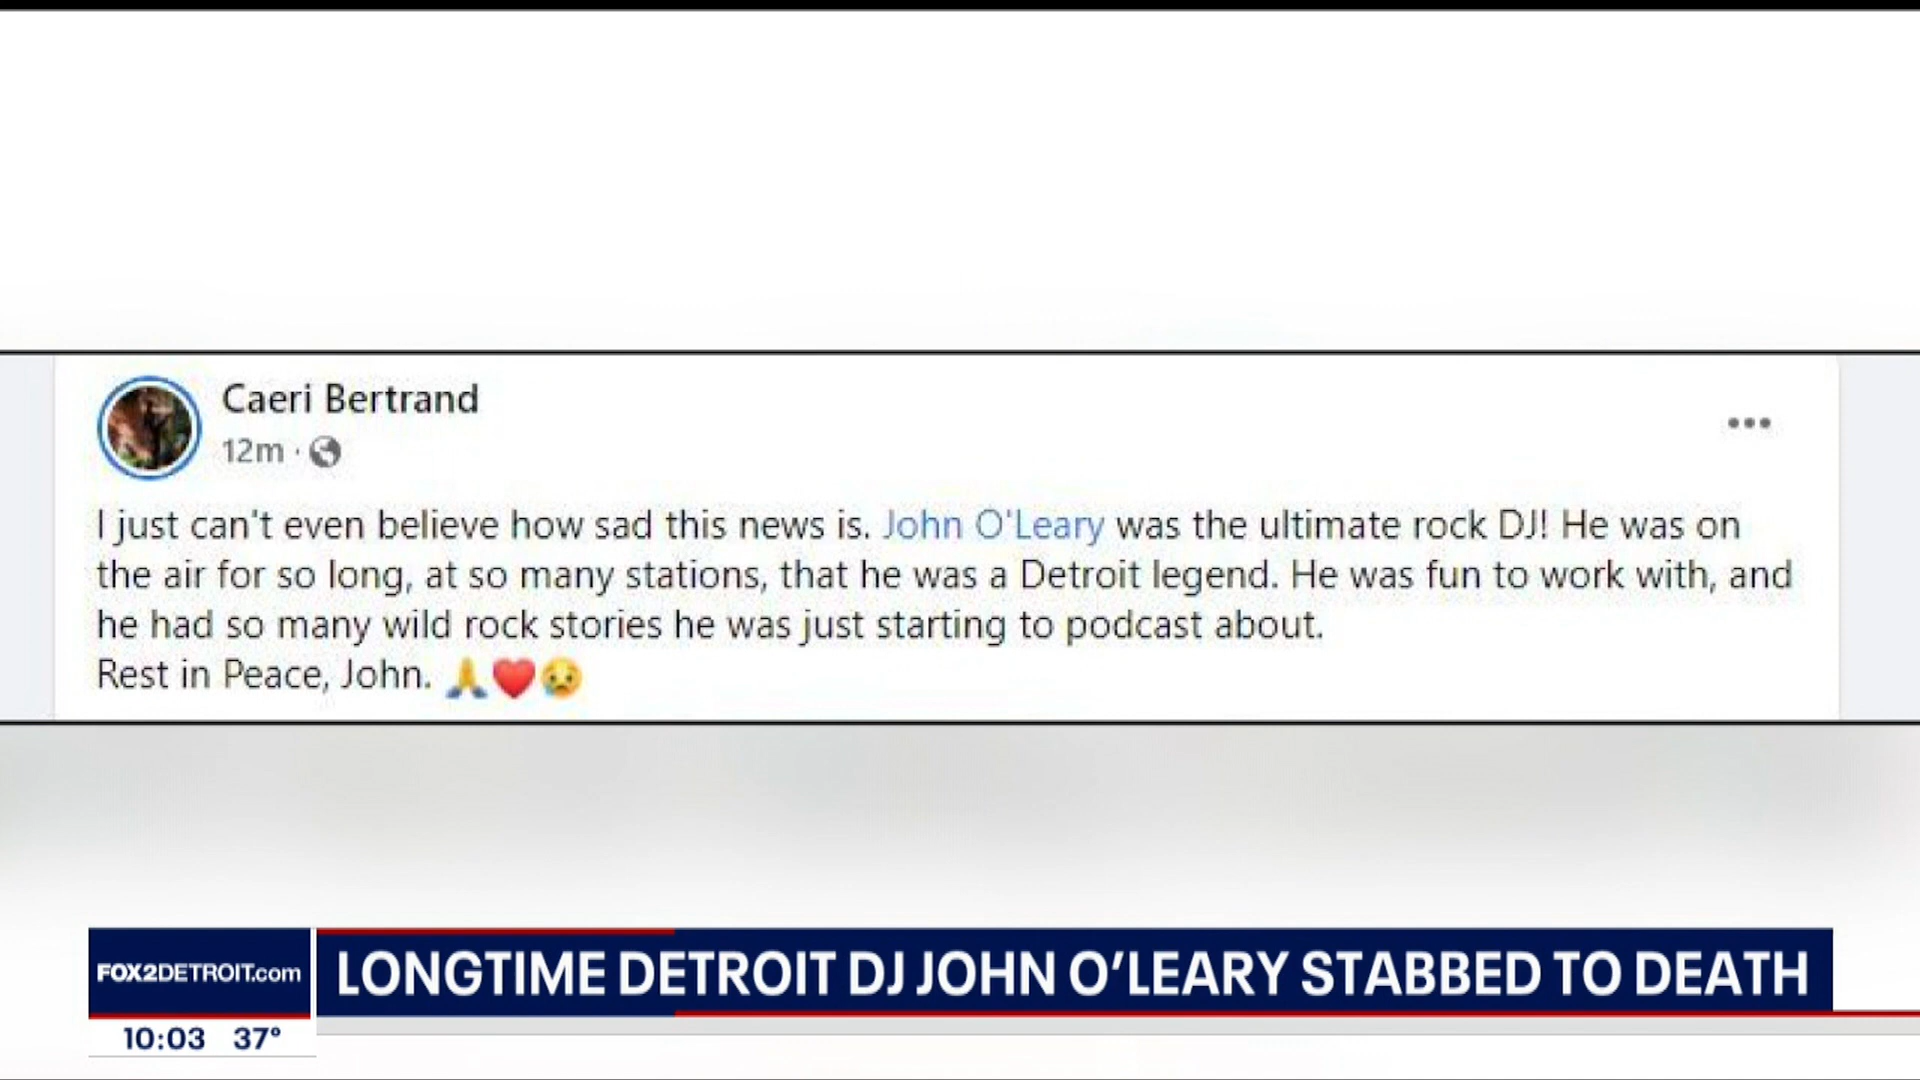 Caeri Bertrand
12m ·
I just can't even believe how sad this news is. John O'Leary was the ultimate rock DJ! He was on
the air for so long, at so many stations, that he was a Detroit legend. He was fun to work with, and
he had so many wild rock stories he was just starting to podcast about.
Rest in Peace, John. 🙏❤️😢
FOX2DETROIT.com
LONGTIME DETROIT DJ JOHN O’LEARY STABBED TO DEATH
10:03 37°